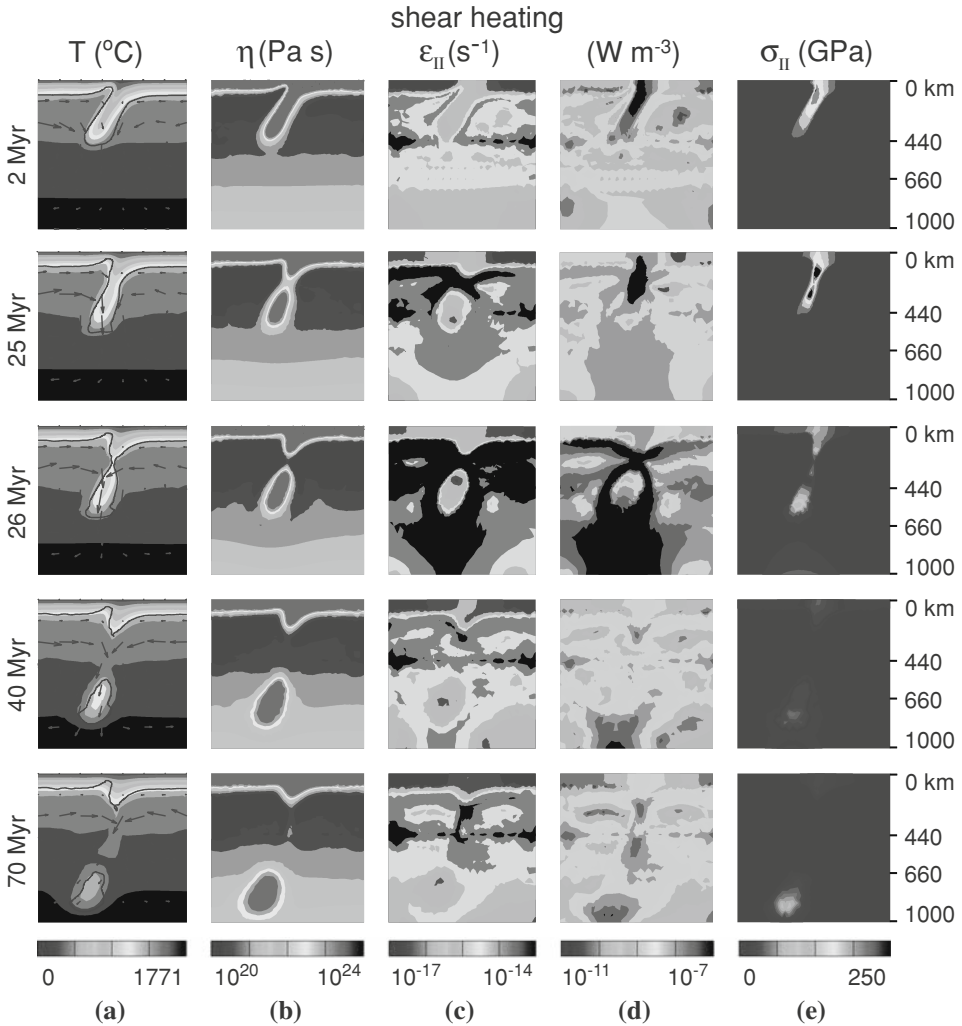 shear heating
T (°C) η (Pa s) ε_II (s⁻¹) (W m⁻³) σ_II (GPa)
2 Myr
0 km
440
660
1000
25 Myr
0 km
440
660
1000
26 Myr
0 km
440
660
1000
40 Myr
0 km
440
660
1000
70 Myr
0 km
440
660
1000
0 1771 10²⁰ 10²⁴ 10⁻¹⁷ 10⁻¹⁴ 10⁻¹¹ 10⁻⁷ 0 250
(a) (b) (c) (d) (e)